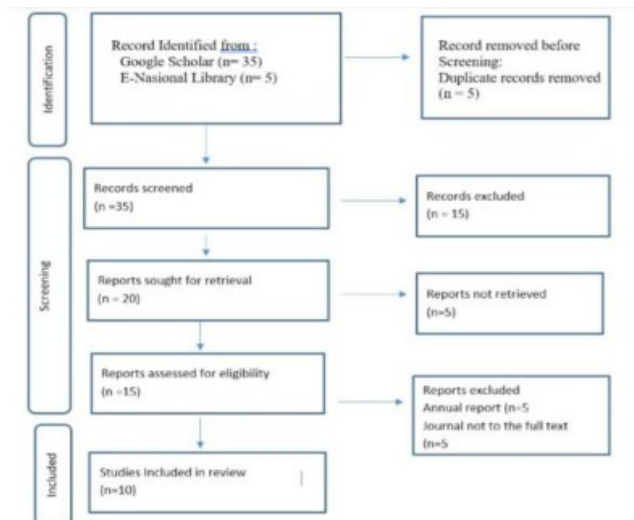 Identification
Record Identified from :
Google Scholar (n= 35)
E-Nasional Library (n= 5)
Record removed before
Screening:
Duplicate records removed
(n = 5)
Screening
Records screened
(n =35)
Records excluded
(n = 15)
Reports sought for retrieval
(n = 20)
Reports not retrieved
(n=5)
Reports assessed for eligibility
(n =15)
Reports excluded
Annual report (n=5
Journal not to the full text
(n=5
Included
Studies Included in review
(n=10)